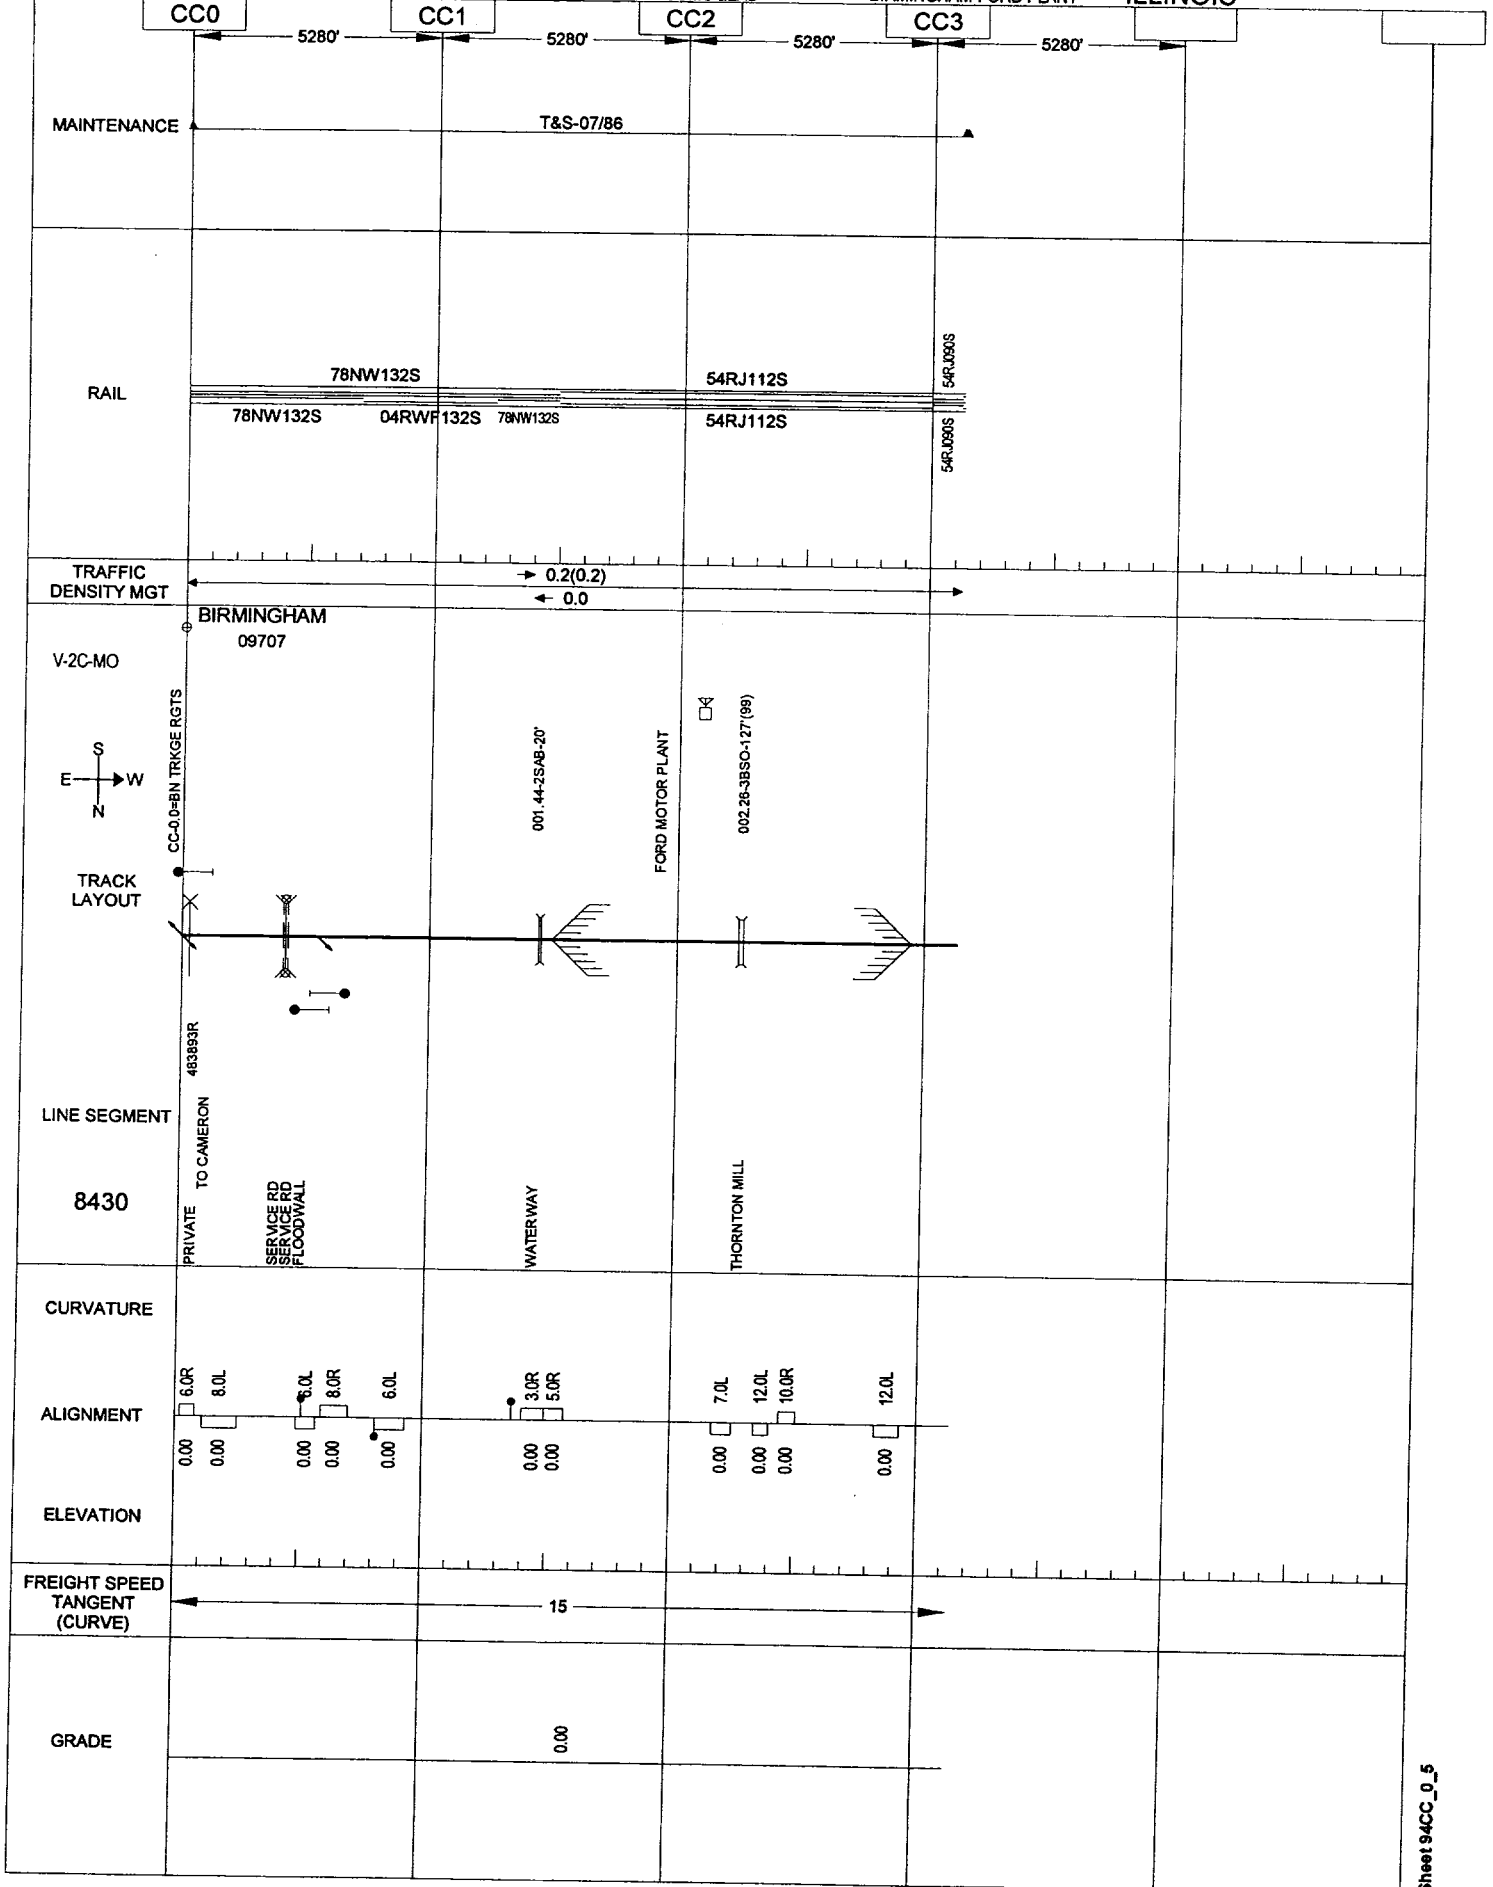 ILLINOIS
CC0 CC1 CC2 CC3
5280' 5280' 5280' 5280'
MAINTENANCE T&S-07/86
RAIL
78NW132S 54RJ112S 54RJ090S
78NW132S 04RWF132S 78NW132S 54RJ112S 54RJ090S
TRAFFIC
DENSITY MGT
0.2(0.2)
0.0
BIRMINGHAM
09707
V-2C-MO
S
E W
N
CC-0.0=BN TRKGE RGTS
001.44-2SAB-20'
FORD MOTOR PLANT
002.26-3BSO-127'(99)
TRACK
LAYOUT
483893R
LINE SEGMENT
8430
PRIVATE
TO CAMERON
SERVICE RD
SERVICE RD
FLOODWALL
WATERWAY
THORNTON MILL
CURVATURE
6.0R 8.0L 6.0L 8.0R 6.0L 3.0R 5.0R 7.0L 12.0L 10.0R 12.0L
ALIGNMENT
0.00 0.00 0.00 0.00 0.00 0.00 0.00 0.00 0.00 0.00 0.00
ELEVATION
FREIGHT SPEED
TANGENT
(CURVE)
15
GRADE
0.00
Sheet 94CC_0_5